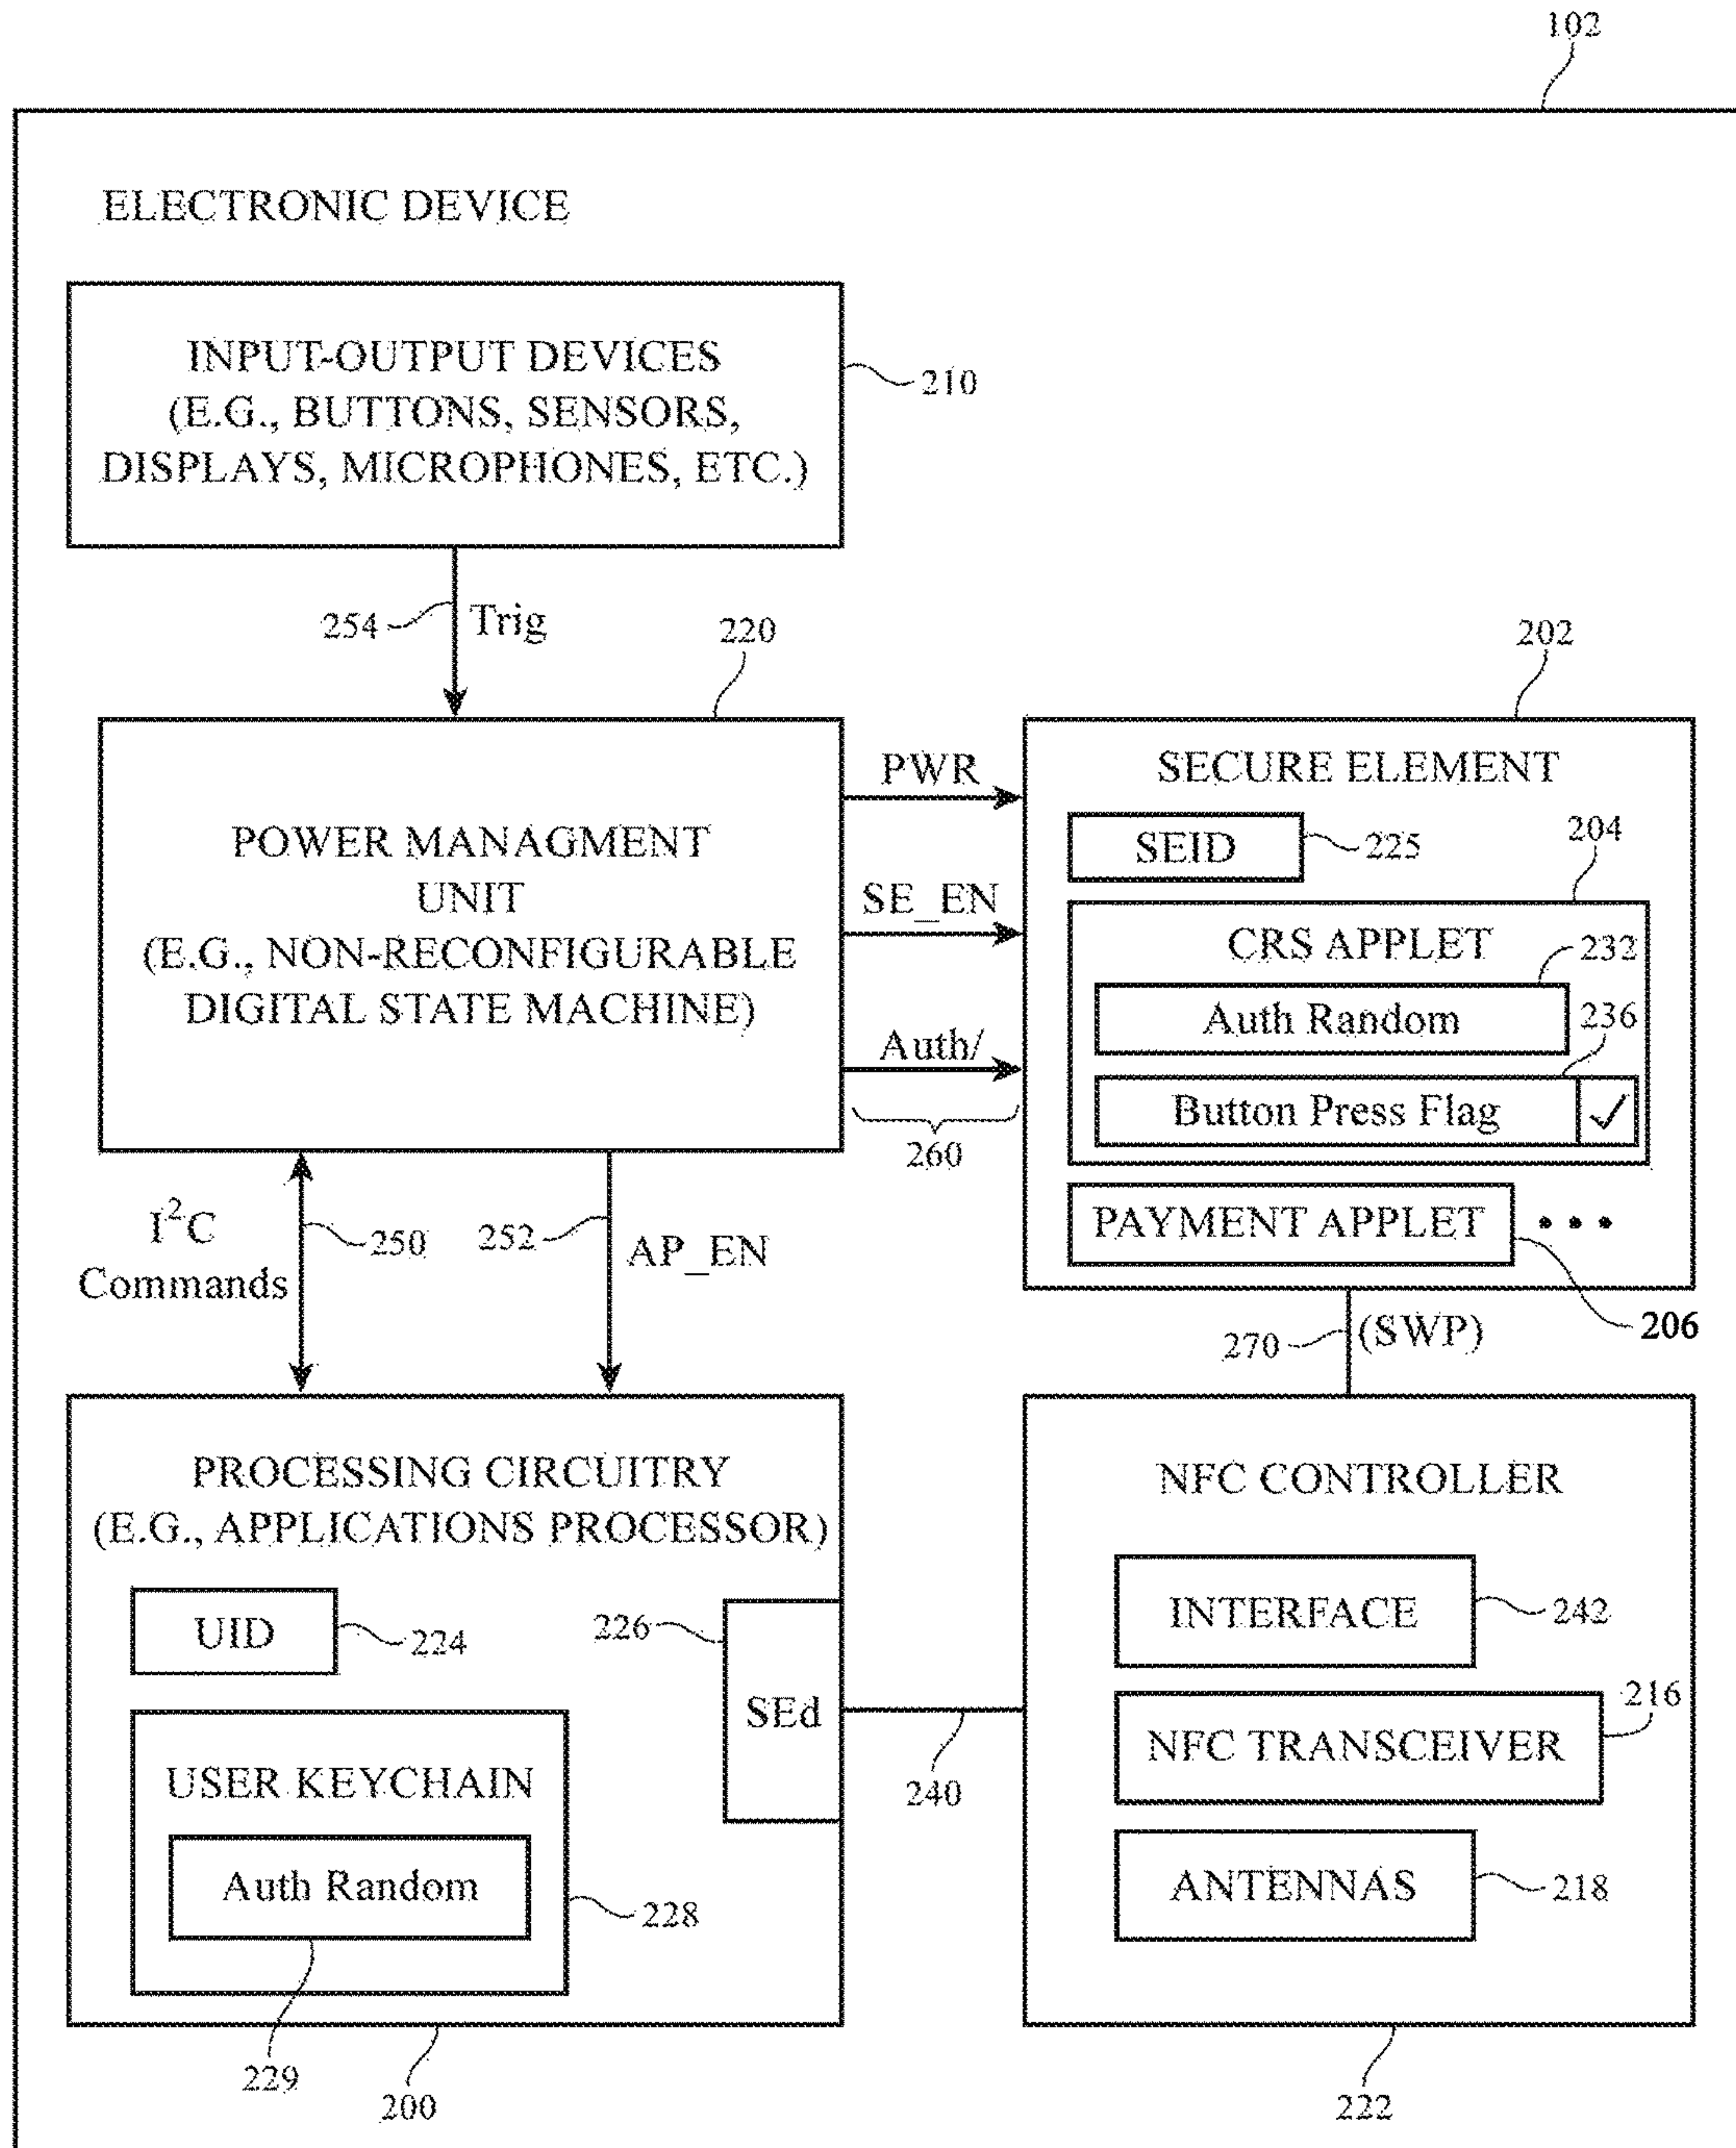 102
ELECTRONIC DEVICE
INPUT-OUTPUT DEVICES
(E.G., BUTTONS, SENSORS,
DISPLAYS, MICROPHONES, ETC.)
210
254
Trig
220
202
POWER MANAGMENT
UNIT
(E.G., NON-RECONFIGURABLE
DIGITAL STATE MACHINE)
PWR
SE_EN
Auth/
260
SECURE ELEMENT
SEID
225
204
CRS APPLET
232
Auth Random
236
Button Press Flag ✓
PAYMENT APPLET • • •
206
I²C
Commands
250
252
AP_EN
270
(SWP)
PROCESSING CIRCUITRY
(E.G., APPLICATIONS PROCESSOR)
UID
224
226
SEd
USER KEYCHAIN
Auth Random
228
229
200
240
NFC CONTROLLER
INTERFACE
242
216
NFC TRANSCEIVER
ANTENNAS
218
222